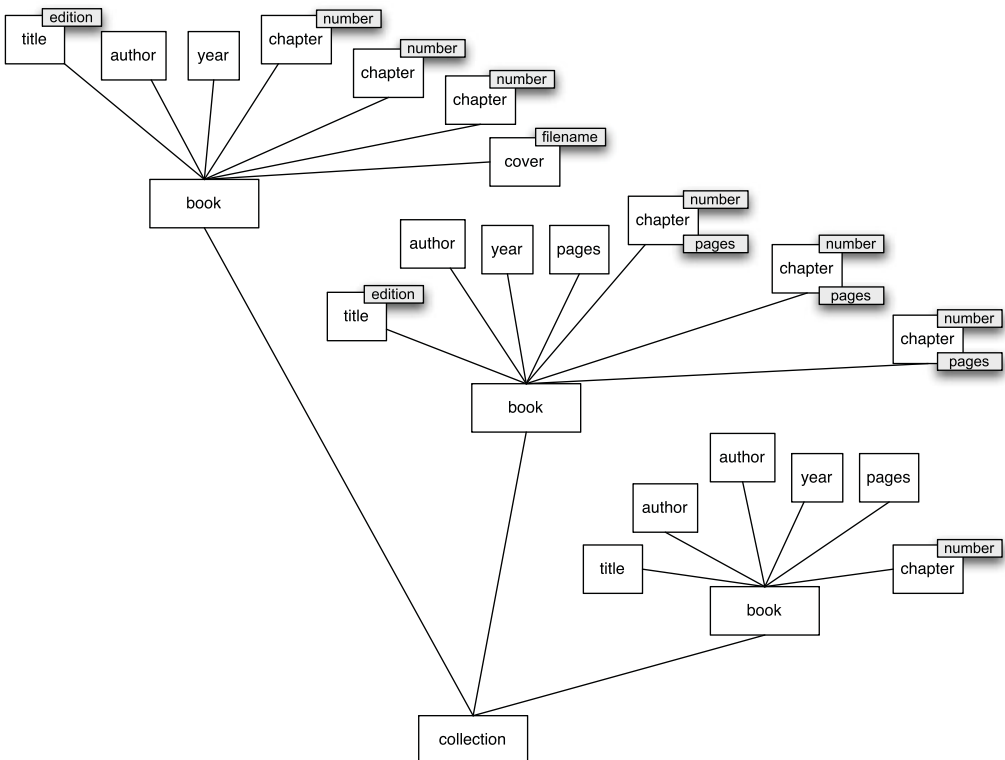 edition
title
author
year
number
chapter
number
chapter
number
chapter
filename
cover
book
edition
title
author
year
pages
number
chapter
pages
number
chapter
pages
number
chapter
pages
book
title
author
author
year
pages
number
chapter
book
collection